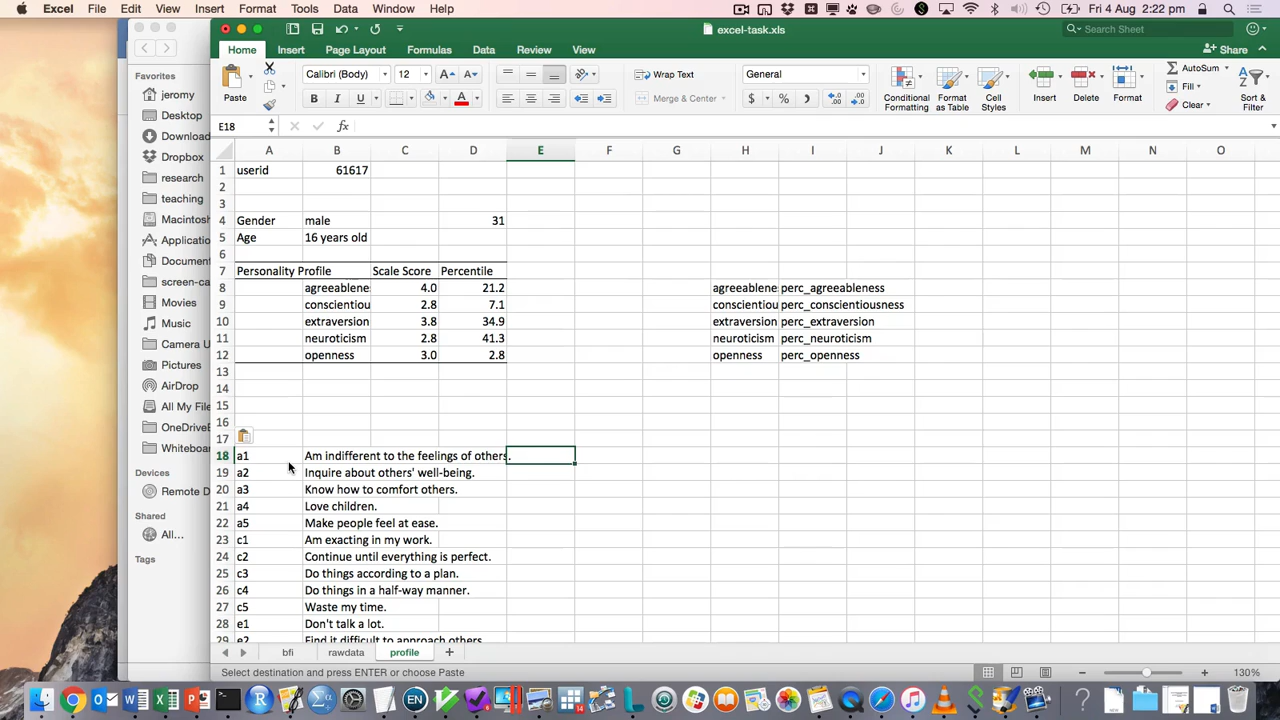 Excel File Edit View Insert Format Tools Data Window Help Fri 4 Aug 2:22 pm
excel-task.xls
Search Sheet
Home Insert Page Layout Formulas Data Review View Share
Paste
Calibri (Body) 12 A A
Wrap Text
General
Conditional Formatting
Format as Table
Cell Styles
Insert
Delete
Format
AutoSum
Fill
Clear
Sort & Filter
B I U
Merge & Center
$ % )
E18 fx
Favorites
jeromy
Desktop
Download
Dropbox
research
teaching
Macintosh
Applicatio
Document
screen-ca
Movies
Music
Camera U
Pictures
AirDrop
All My File
OneDriveB
Whiteboar
Devices
Remote D
Shared
All...
Tags
A B C D E F G H I J K L M N O
1 userid 61617
2
3
4 Gender male 31
5 Age 16 years old
6
7 Personality Profile Scale Score Percentile
8 agreeablene 4.0 21.2 agreeablene perc_agreeableness
9 conscientiou 2.8 7.1 conscientiou perc_conscientiousness
10 extraversion 3.8 34.9 extraversion perc_extraversion
11 neuroticism 2.8 41.3 neuroticism perc_neuroticism
12 openness 3.0 2.8 openness perc_openness
13
14
15
16
17
18 a1 Am indifferent to the feelings of others.
19 a2 Inquire about others' well-being.
20 a3 Know how to comfort others.
21 a4 Love children.
22 a5 Make people feel at ease.
23 c1 Am exacting in my work.
24 c2 Continue until everything is perfect.
25 c3 Do things according to a plan.
26 c4 Do things in a half-way manner.
27 c5 Waste my time.
28 e1 Don't talk a lot.
29 e2 Find it difficult to approach others
bfi rawdata profile +
Select destination and press ENTER or choose Paste 130%